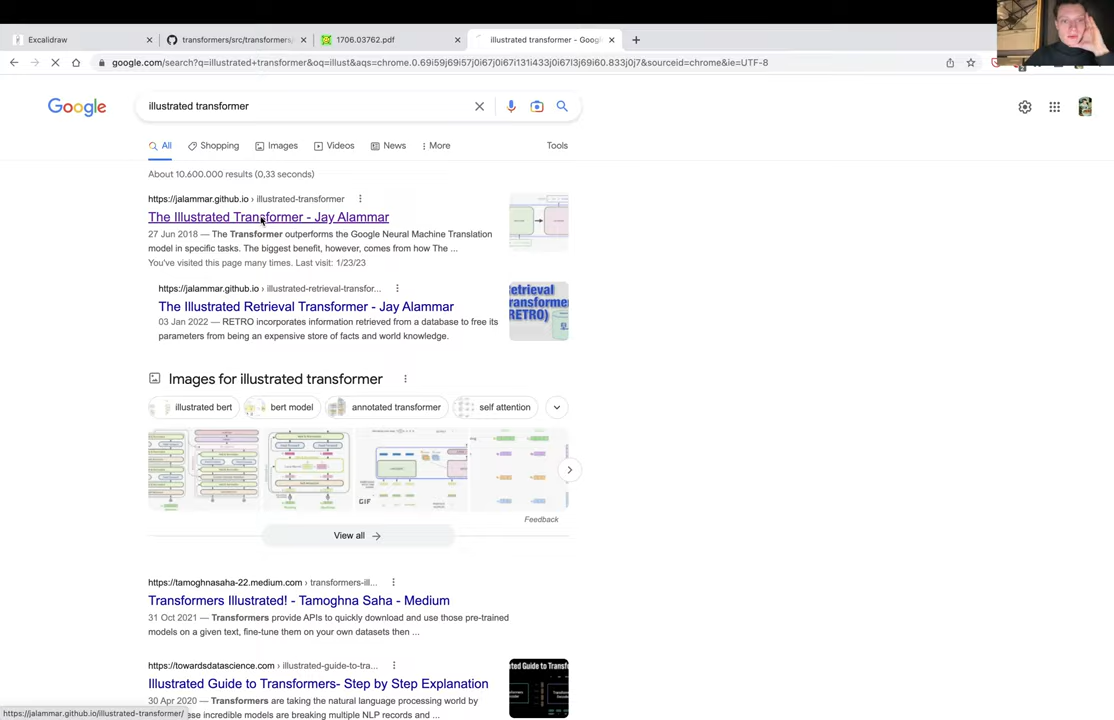 Excalidraw
transformers/src/transformers/
1706.03762.pdf
illustrated transformer - Goog
google.com/search?q=illustrated+transformer&oq=illust&aqs=chrome.0.69i59j69i57j0i67j0i67i131i433j0i67l3j69i60.833j0j7&sourceid=chrome&ie=UTF-8
Google
illustrated transformer
All
Shopping
Images
Videos
News
More
Tools
About 10.600.000 results (0,33 seconds)
https://jalammar.github.io › illustrated-transformer
The Illustrated Transformer - Jay Alammar
27 Jun 2018 — The Transformer outperforms the Google Neural Machine Translation
model in specific tasks. The biggest benefit, however, comes from how The ...
You've visited this page many times. Last visit: 1/23/23
https://jalammar.github.io › illustrated-retrieval-transfor...
The Illustrated Retrieval Transformer - Jay Alammar
03 Jan 2022 — RETRO incorporates information retrieved from a database to free its
parameters from being an expensive store of facts and world knowledge.
etrieval
ransforme
RETRO)
Images for illustrated transformer
illustrated bert
bert model
annotated transformer
self attention
GIF
Feedback
View all
https://tamoghnasaha-22.medium.com › transformers-ill...
Transformers Illustrated! - Tamoghna Saha - Medium
31 Oct 2021 — Transformers provide APIs to quickly download and use those pre-trained
models on a given text, fine-tune them on your own datasets then ...
https://towardsdatascience.com › illustrated-guide-to-tra...
Illustrated Guide to Transformers- Step by Step Explanation
30 Apr 2020 — Transformers are taking the natural language processing world by
ese incredible models are breaking multiple NLP records and ...
ated Guide to Transfo
https://jalammar.github.io/illustrated-transformer/